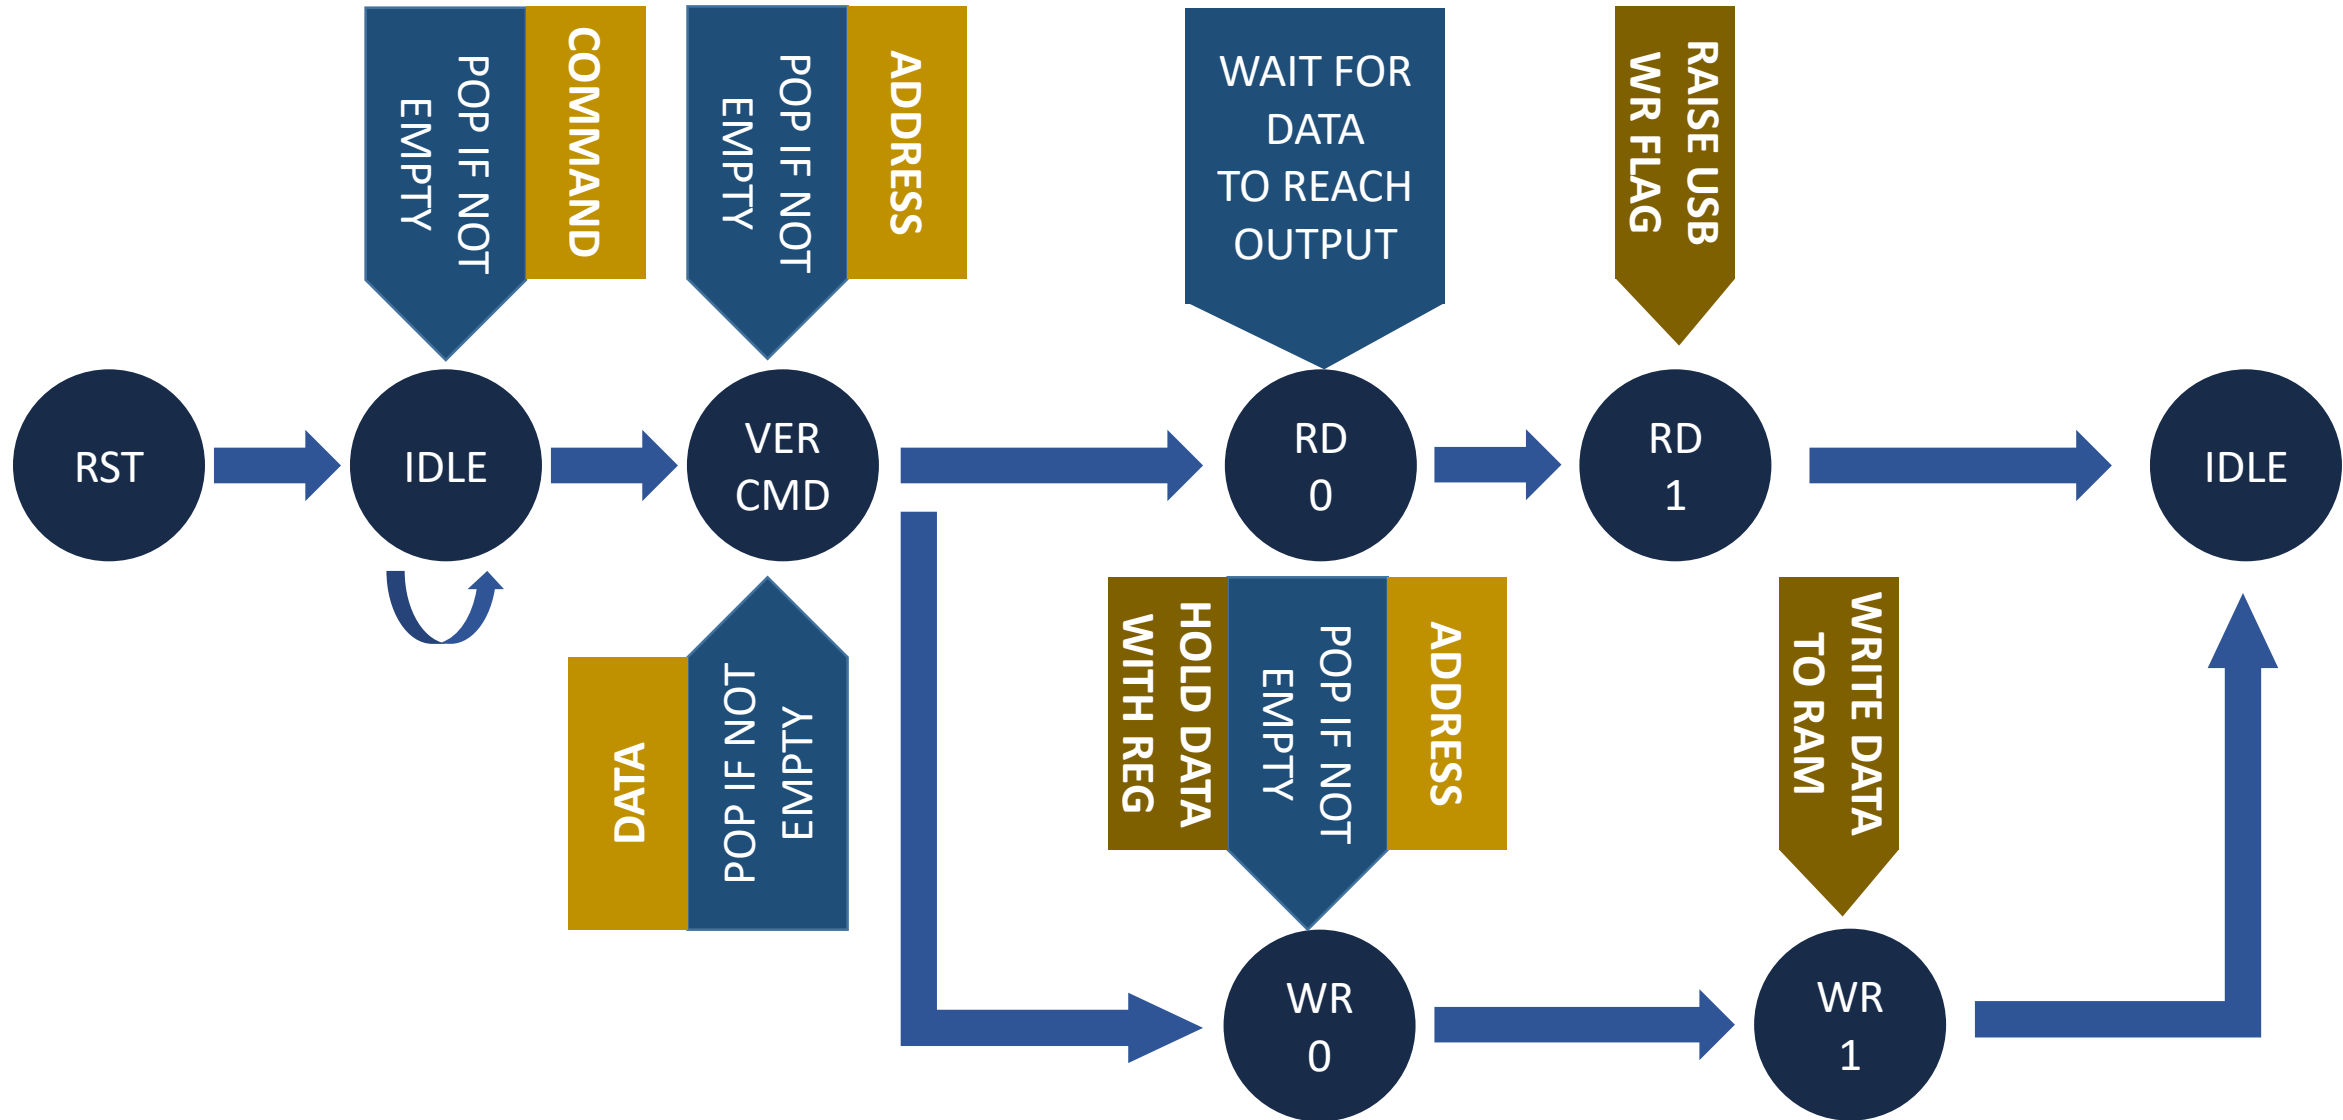 POP IF NOT
EMPTY
COMMAND
POP IF NOT
EMPTY
ADDRESS
WAIT FOR
DATA
TO REACH
OUTPUT
RAISE USB
WR FLAG
RST
IDLE
VER
CMD
RD
0
RD
1
IDLE
DATA
POP IF NOT
EMPTY
HOLD DATA
WITH REG
POP IF NOT
EMPTY
ADDRESS
WRITE DATA
TO RAM
WR
0
WR
1